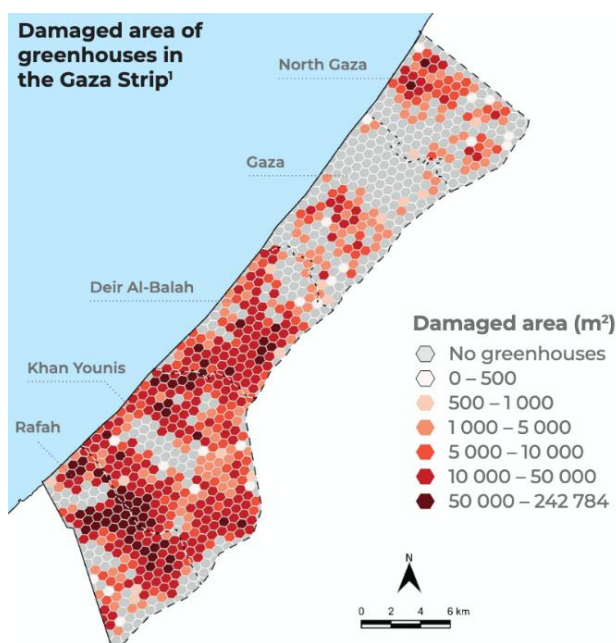 Damaged area of
greenhouses in
the Gaza Strip¹
North Gaza
Gaza
Deir Al-Balah
Khan Younis
Rafah
Damaged area (m²)
No greenhouses
0 – 500
500 – 1 000
1 000 – 5 000
5 000 – 10 000
10 000 – 50 000
50 000 – 242 784
N
0 2 4 6 km